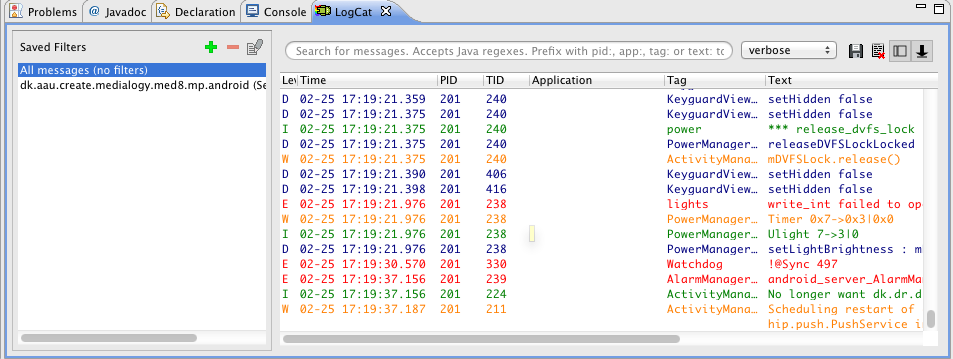 Problems @ Javadoc Declaration Console LogCat
Saved Filters
Search for messages. Accepts Java regexes. Prefix with pid:, app:, tag: or text: to
verbose
All messages (no filters)
dk.aau.create.medialogy.med8.mp.android (Se
Time PID TID Application Tag Text
D 02-25 17:19:21.359 201 240 KeyguardView… setHidden false
D 02-25 17:19:21.375 201 240 KeyguardView… setHidden false
I 02-25 17:19:21.375 201 240 power *** release_dvfs_lock
D 02-25 17:19:21.375 201 240 PowerManager… releaseDVFSLockLocked
W 02-25 17:19:21.375 201 240 ActivityMana… mDVFSLock.release()
D 02-25 17:19:21.390 201 406 KeyguardView… setHidden false
D 02-25 17:19:21.398 201 416 KeyguardView… setHidden false
E 02-25 17:19:21.976 201 238 lights write_int failed to ope
W 02-25 17:19:21.976 201 238 PowerManager… Timer 0x7->0x3|0x0
I 02-25 17:19:21.976 201 238 PowerManager… Ulight 7->3|0
D 02-25 17:19:21.976 201 238 PowerManager… setLightBrightness : m
E 02-25 17:19:30.570 201 330 Watchdog !@Sync 497
E 02-25 17:19:37.156 201 239 AlarmManager… android_server_AlarmMa
I 02-25 17:19:37.156 201 224 ActivityMana… No longer want dk.dr.d
W 02-25 17:19:37.187 201 211 ActivityMana… Scheduling restart of
hip.push.PushService i